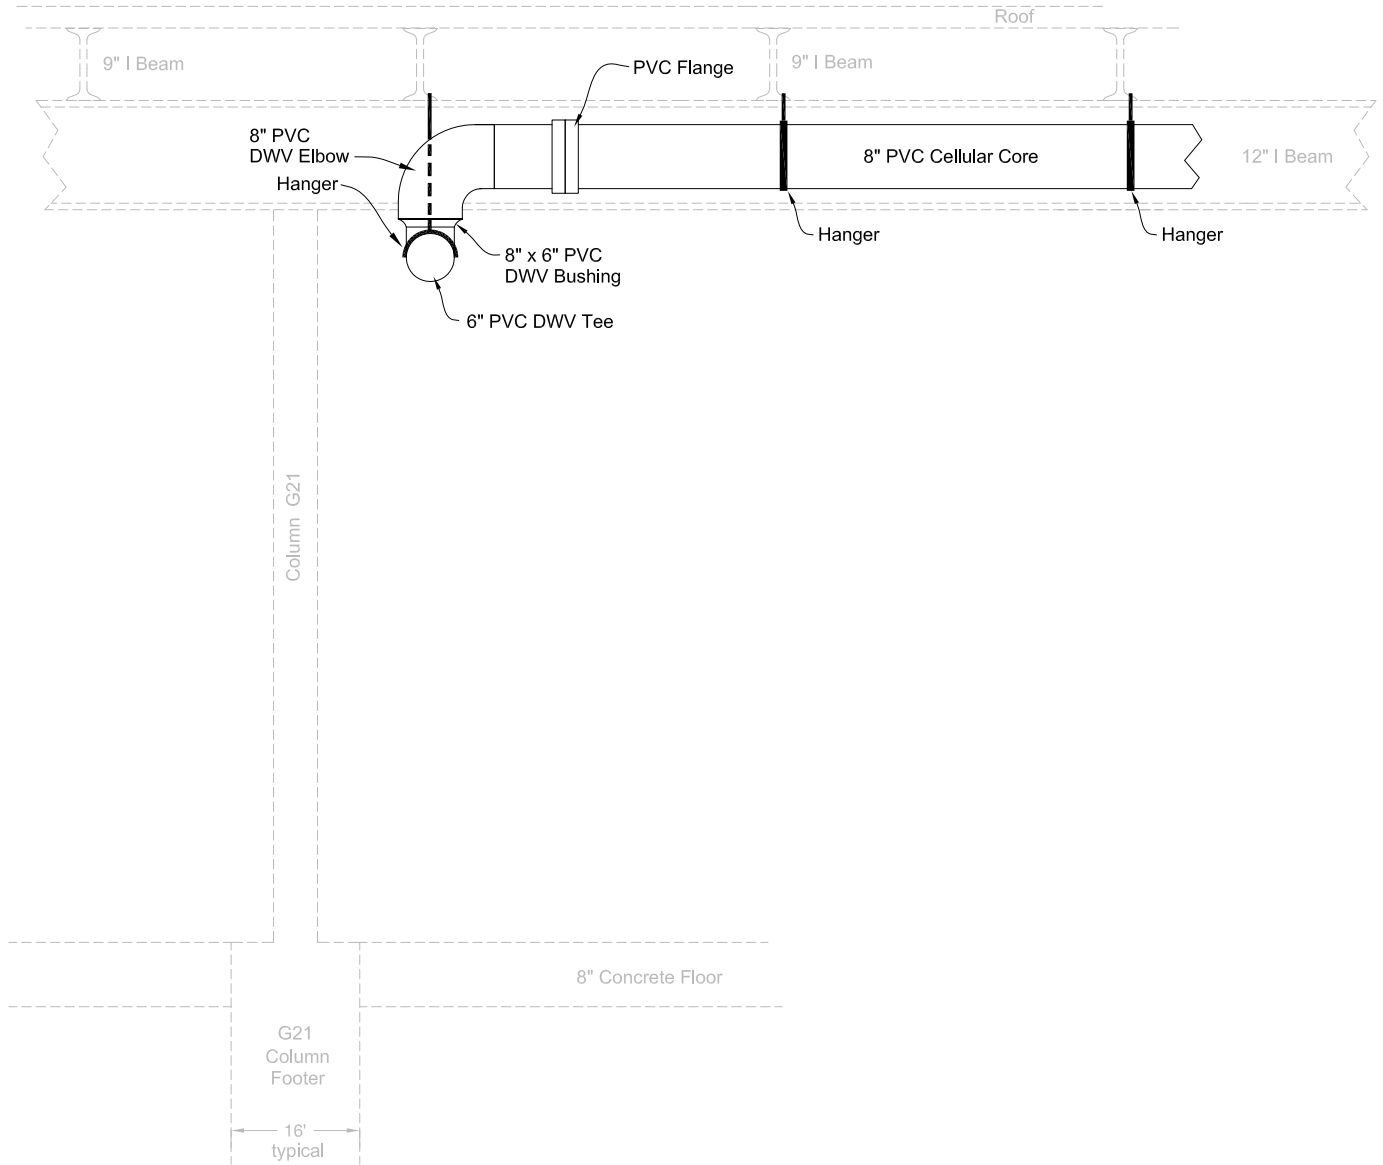 Roof
9" I Beam
9" I Beam
PVC Flange
8" PVC
DWV Elbow
Hanger
8" PVC Cellular Core
12" I Beam
Hanger
Hanger
8" x 6" PVC
DWV Bushing
6" PVC DWV Tee
Column G21
8" Concrete Floor
G21
Column
Footer
16'
typical